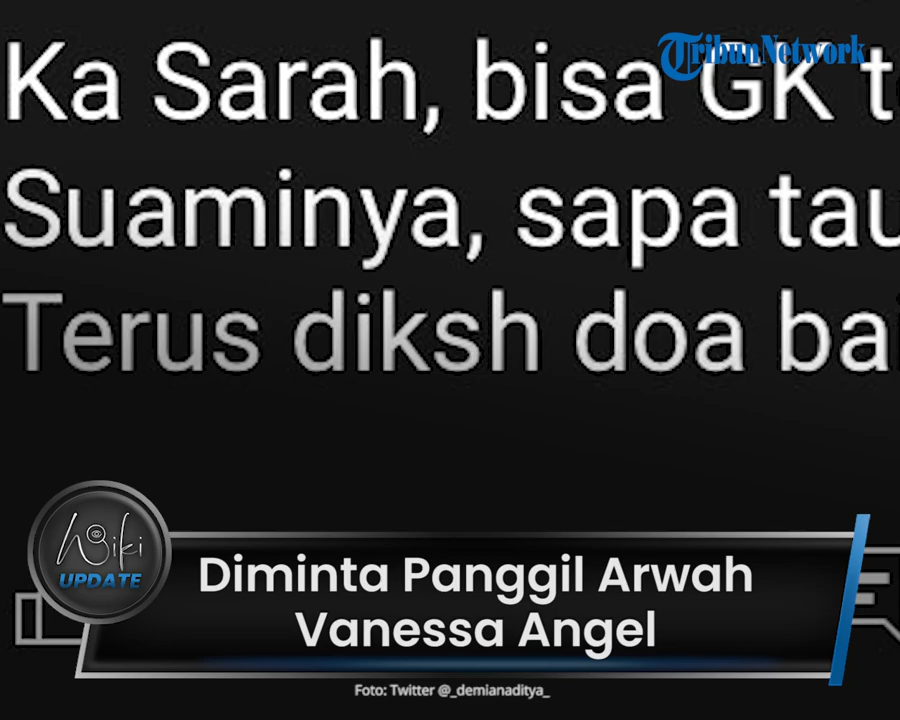 TribunNetwork
Ka Sarah, bisa GK
Suaminya, sapa tau
Terus diksh doa
Wiki
UPDATE
Diminta Panggil Arwah
Vanessa Angel
Foto: Twitter @_demianaditya_